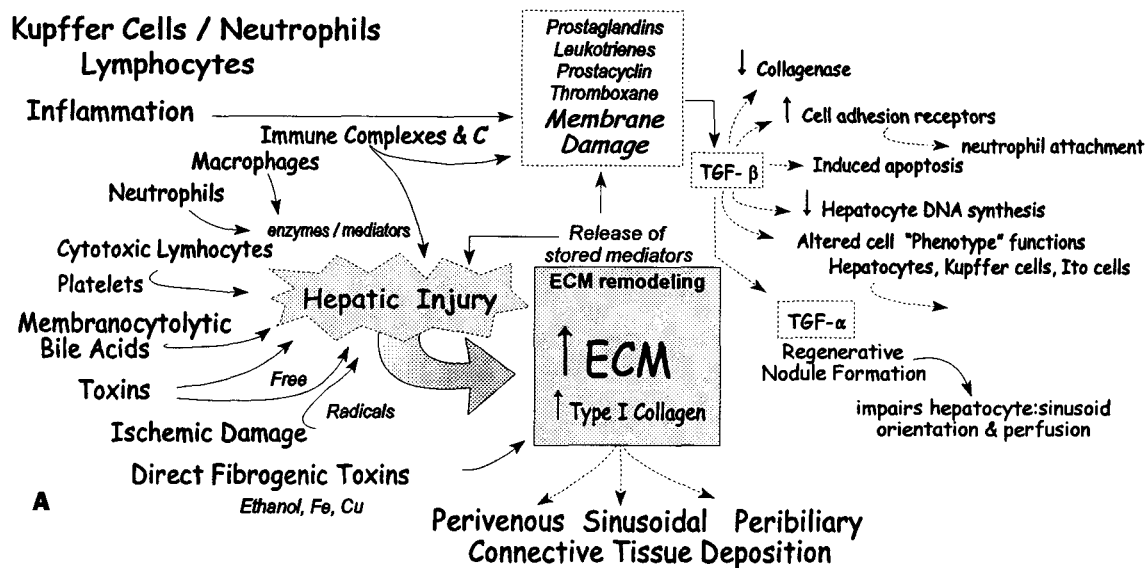 Kupffer Cells / Neutrophils
Lymphocytes
Inflammation
Immune Complexes & C
Macrophages
Neutrophils
enzymes / mediators
Cytotoxic Lymhocytes
Platelets
Hepatic Injury
Membranocytolytic
Bile Acids
Toxins
Free
Radicals
Ischemic Damage
Direct Fibrogenic Toxins
Ethanol, Fe, Cu
A
Prostaglandins
Leukotrienes
Prostacyclin
Thromboxane
Membrane
Damage
Release of
stored mediators
ECM remodeling
↑ ECM
↑ Type I Collagen
Perivenous Sinusoidal Peribiliary
Connective Tissue Deposition
TGF- β
↓ Collagenase
↑ Cell adhesion receptors
neutrophil attachment
Induced apoptosis
↓ Hepatocyte DNA synthesis
Altered cell "Phenotype" functions
Hepatocytes, Kupffer cells, Ito cells
TGF-α
Regenerative
Nodule Formation
impairs hepatocyte:sinusoid
orientation & perfusion